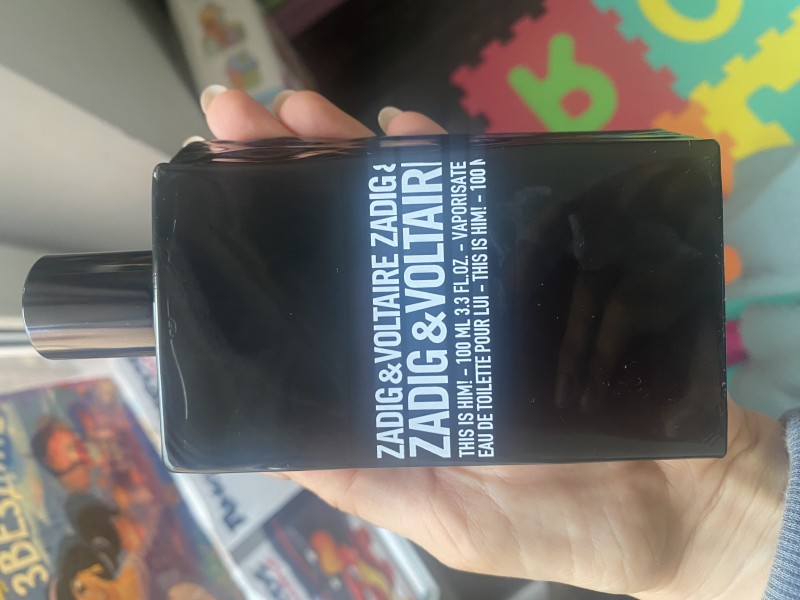 ZADIG&VOLTAIRE ZADIG &
ZADIG &VOLTAIRE
THIS IS HIM! – 100 ML 3.3 FL.OZ. – VAPORISATE
EAU DE TOILETTE POUR LUI – THIS IS HIM! – 100 M